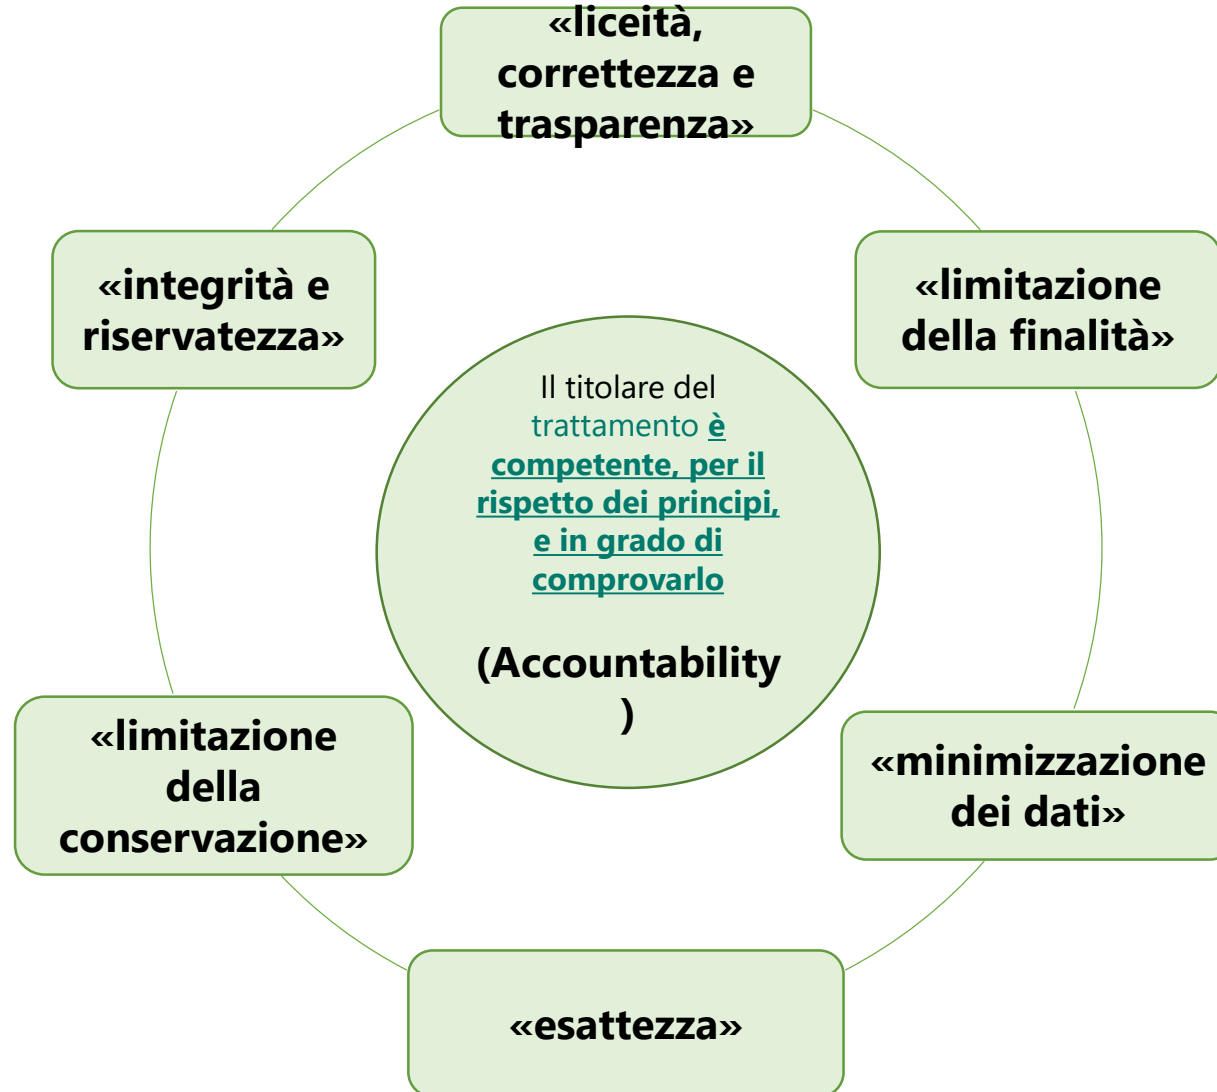 «liceità,
correttezza e
trasparenza»
«integrità e
riservatezza»
«limitazione
della finalità»
Il titolare del
trattamento è
competente, per il
rispetto dei principi,
e in grado di
comprovarlo
(Accountability
)
«limitazione
della
conservazione»
«minimizzazione
dei dati»
«esattezza»